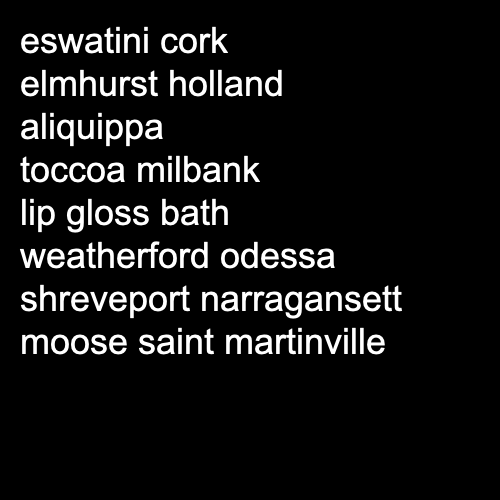 eswatini cork
elmhurst holland
aliquippa
toccoa milbank
lip gloss bath
weatherford odessa
shreveport narragansett
moose saint martinville